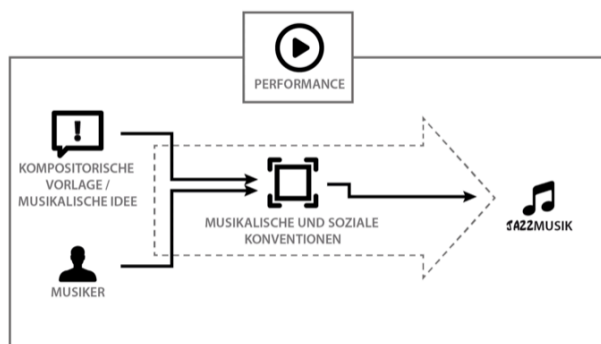 PERFORMANCE
!
KOMPOSITORISCHE
VORLAGE /
MUSIKALISCHE IDEE
MUSIKALISCHE UND SOZIALE
KONVENTIONEN
JAZZMUSIK
MUSIKER